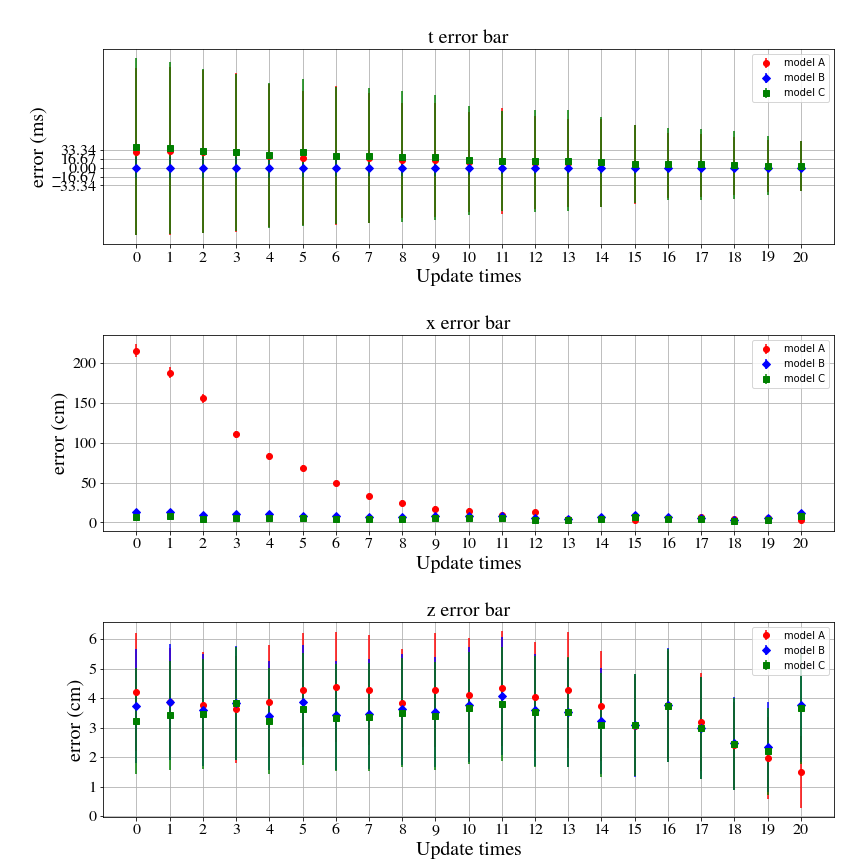 t error bar
error (ms)
33.34
16.67
0.00
−16.67
−33.34
model A
model B
model C
0 1 2 3 4 5 6 7 8 9 10 11 12 13 14 15 16 17 18 19 20
Update times
x error bar
error (cm)
200
150
100
50
0
model A
model B
model C
0 1 2 3 4 5 6 7 8 9 10 11 12 13 14 15 16 17 18 19 20
Update times
z error bar
error (cm)
6
5
4
3
2
1
0
model A
model B
model C
0 1 2 3 4 5 6 7 8 9 10 11 12 13 14 15 16 17 18 19 20
Update times